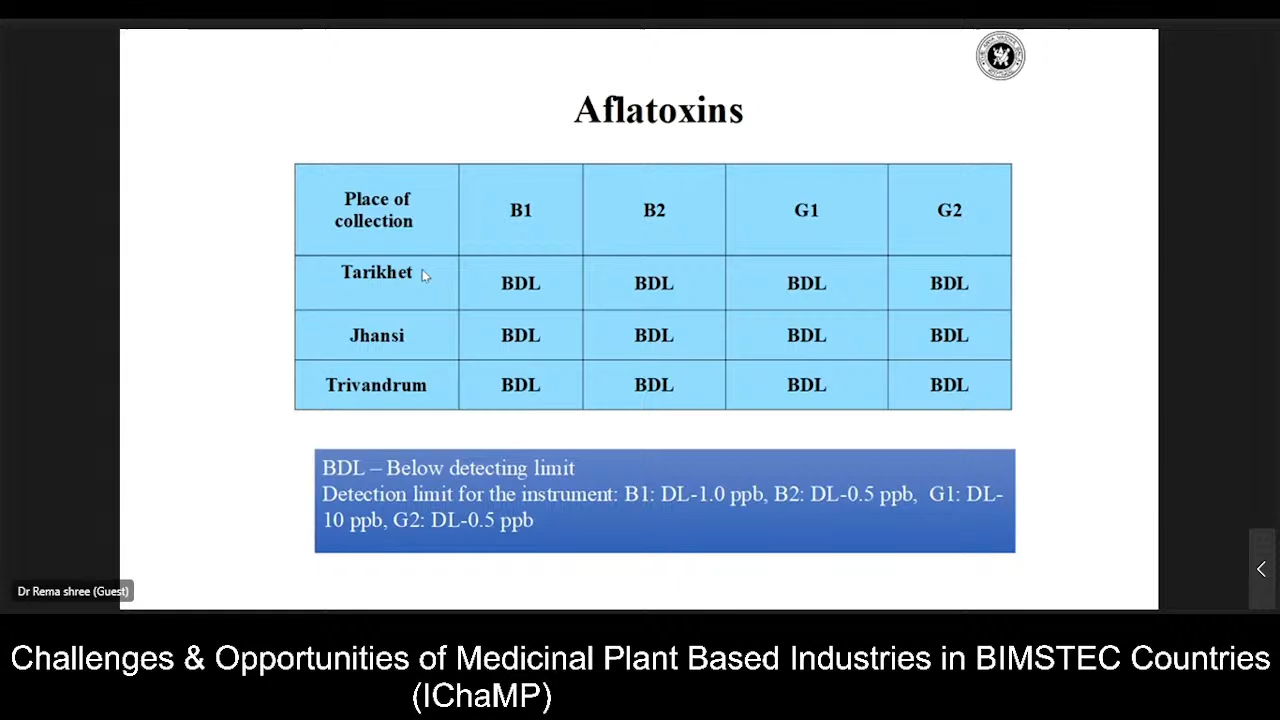 Aflatoxins
Place of
collection
B1
B2
G1
G2
Tarikhet
BDL
BDL
BDL
BDL
Jhansi
BDL
BDL
BDL
BDL
Trivandrum
BDL
BDL
BDL
BDL
BDL – Below detecting limit
Detection limit for the instrument: B1: DL-1.0 ppb, B2: DL-0.5 ppb, G1: DL-
10 ppb, G2: DL-0.5 ppb
Dr Rema shree (Guest)
Challenges & Opportunities of Medicinal Plant Based Industries in BIMSTEC Countries
(IChaMP)